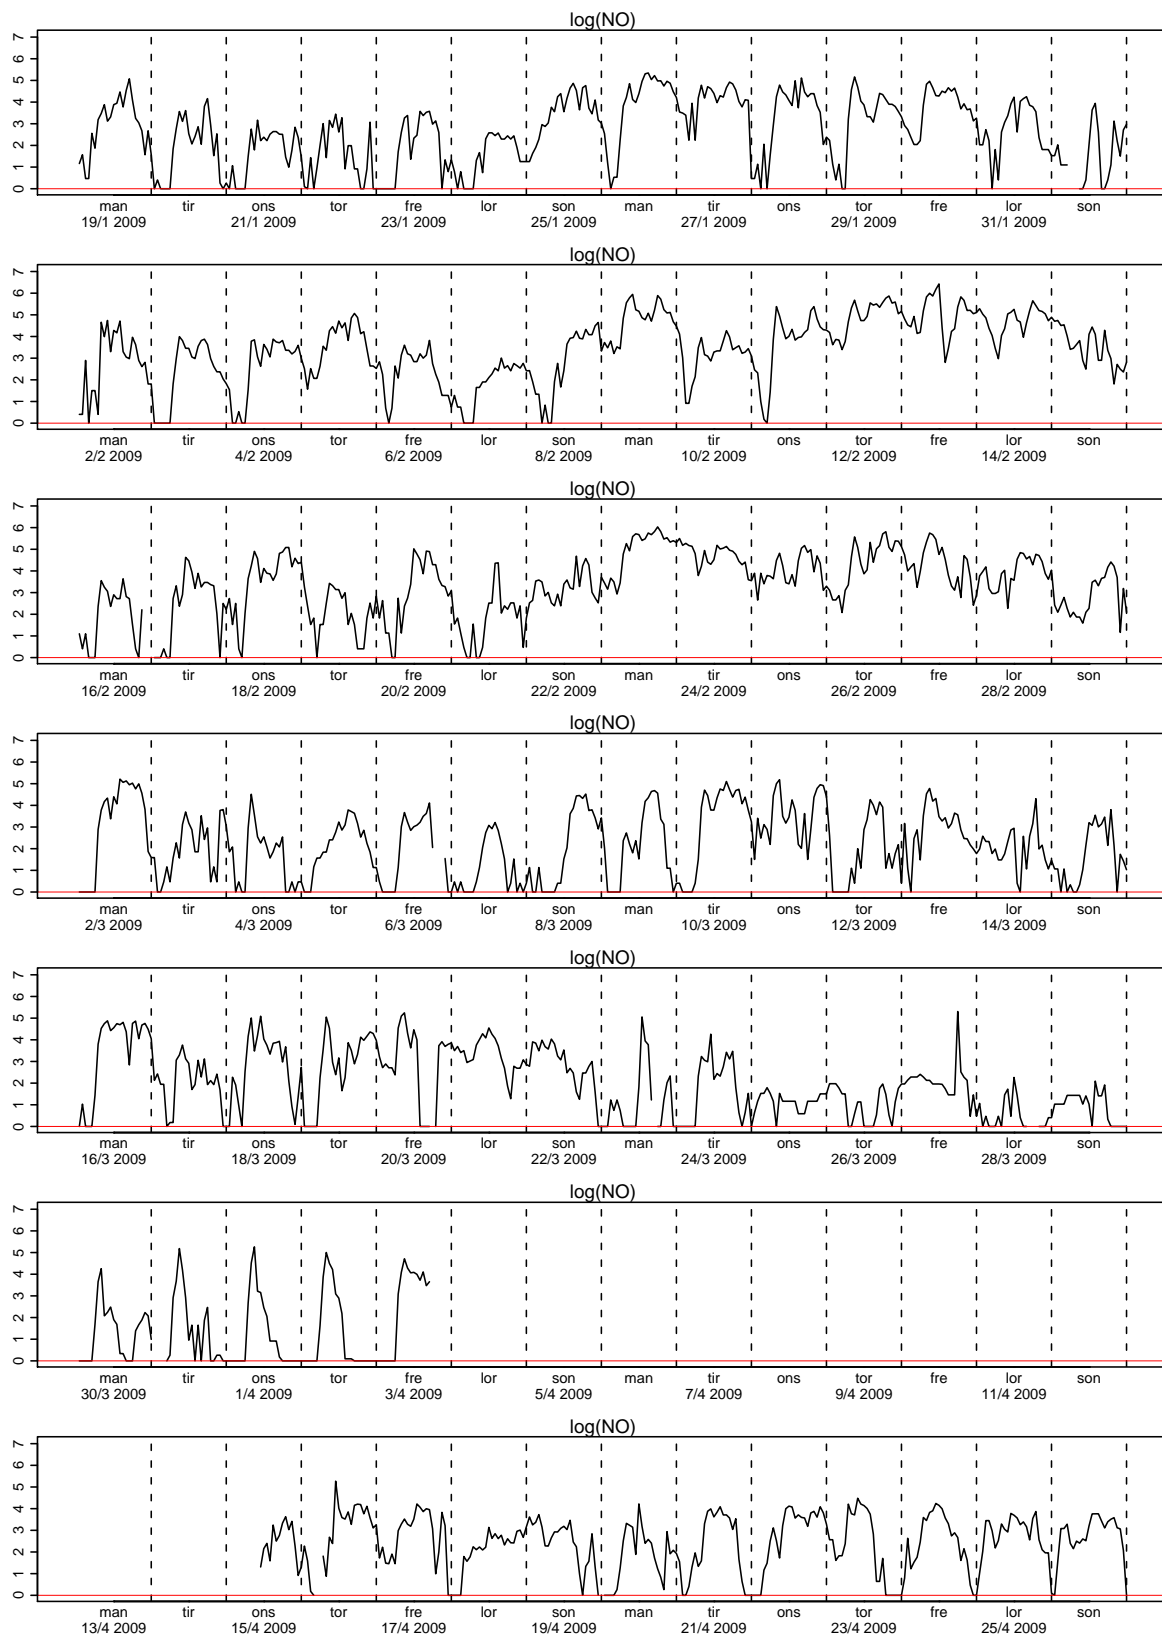 log(NO)
0 1 2 3 4 5 6 7
man tir ons tor fre lor son man tir ons tor fre lor son
19/1 2009 21/1 2009 23/1 2009 25/1 2009 27/1 2009 29/1 2009 31/1 2009
log(NO)
0 1 2 3 4 5 6 7
man tir ons tor fre lor son man tir ons tor fre lor son
2/2 2009 4/2 2009 6/2 2009 8/2 2009 10/2 2009 12/2 2009 14/2 2009
log(NO)
0 1 2 3 4 5 6 7
man tir ons tor fre lor son man tir ons tor fre lor son
16/2 2009 18/2 2009 20/2 2009 22/2 2009 24/2 2009 26/2 2009 28/2 2009
log(NO)
0 1 2 3 4 5 6 7
man tir ons tor fre lor son man tir ons tor fre lor son
2/3 2009 4/3 2009 6/3 2009 8/3 2009 10/3 2009 12/3 2009 14/3 2009
log(NO)
0 1 2 3 4 5 6 7
man tir ons tor fre lor son man tir ons tor fre lor son
16/3 2009 18/3 2009 20/3 2009 22/3 2009 24/3 2009 26/3 2009 28/3 2009
log(NO)
0 1 2 3 4 5 6 7
man tir ons tor fre lor son man tir ons tor fre lor son
30/3 2009 1/4 2009 3/4 2009 5/4 2009 7/4 2009 9/4 2009 11/4 2009
log(NO)
0 1 2 3 4 5 6 7
man tir ons tor fre lor son man tir ons tor fre lor son
13/4 2009 15/4 2009 17/4 2009 19/4 2009 21/4 2009 23/4 2009 25/4 2009